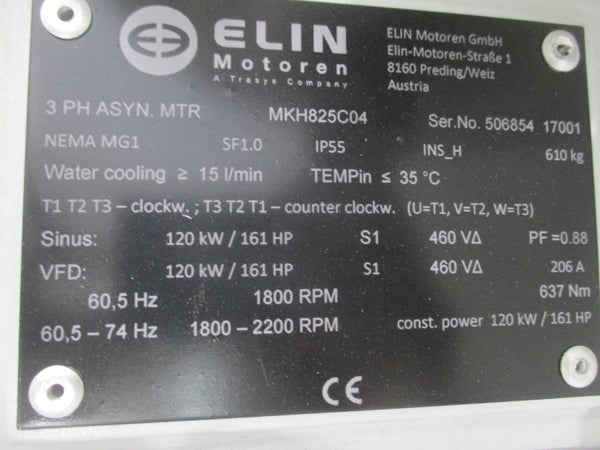 ELIN
Motoren
A Trasys Company
ELIN Motoren GmbH
Elin-Motoren-Straße 1
8160 Preding/Weiz
Austria
3 PH ASYN. MTR MKH825C04 Ser.No. 506854 17001
NEMA MG1 SF1.0 IP55 INS_H 610 kg
Water cooling ≥ 15 l/min TEMPin ≤ 35 °C
T1 T2 T3 – clockw. ; T3 T2 T1 – counter clockw. (U=T1, V=T2, W=T3)
Sinus: 120 kW / 161 HP S1 460 VΔ PF =0.88
VFD: 120 kW / 161 HP S1 460 VΔ 206 A
60,5 Hz 1800 RPM 637 Nm
60,5 – 74 Hz 1800 – 2200 RPM const. power 120 kW / 161 HP
CE